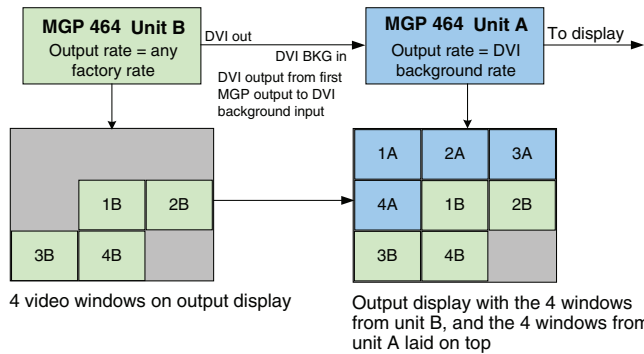 MGP 464 Unit B
Output rate = any
factory rate
DVI out
DVI BKG in
DVI output from first
MGP output to DVI
background input
MGP 464 Unit A
Output rate = DVI
background rate
To display
1B
2B
3B
4B
1A
2A
3A
4A
1B
2B
3B
4B
4 video windows on output display
Output display with the 4 windows
from unit B, and the 4 windows from
unit A laid on top